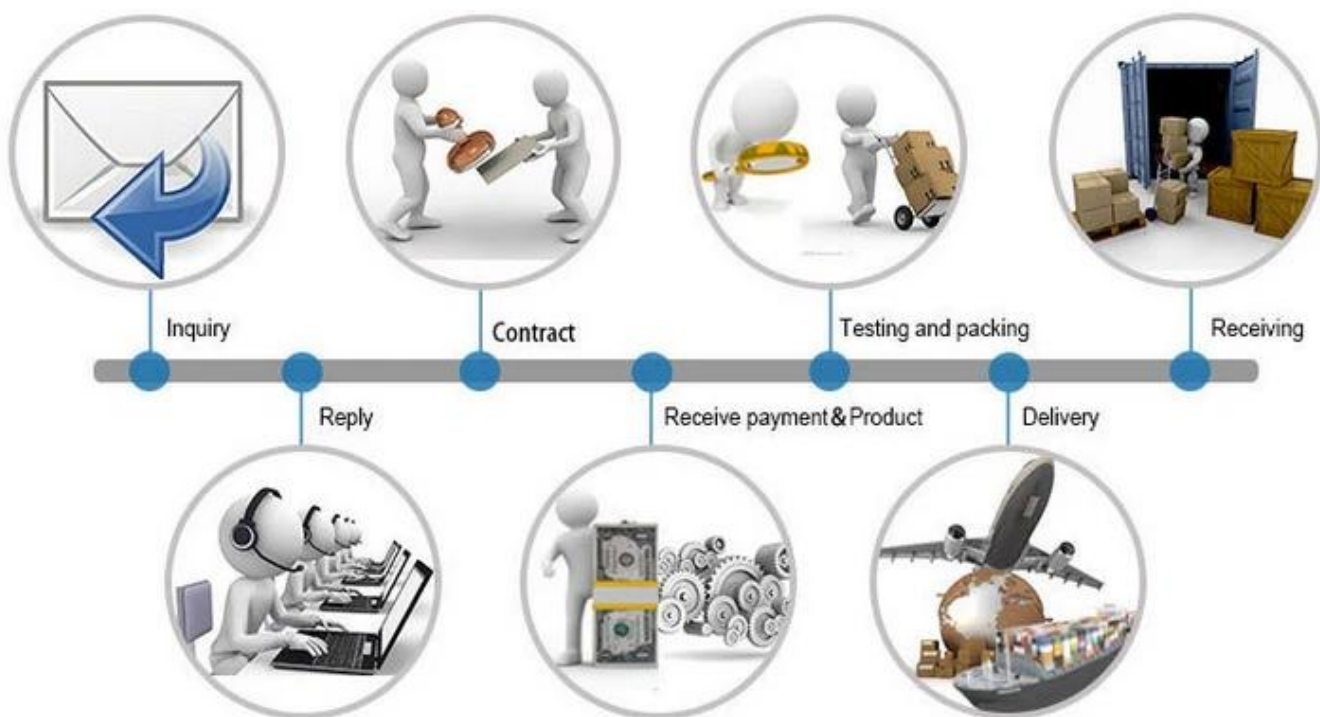 Inquiry
Contract
Testing and packing
Receiving
Reply
Receive payment & Product
Delivery